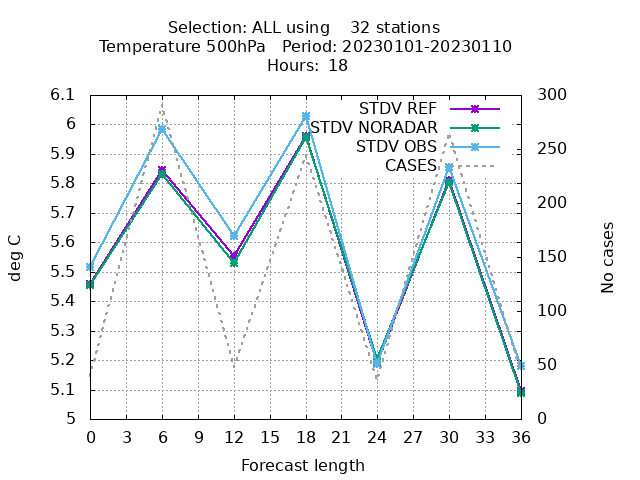 Selection: ALL using    32 stations
Temperature 500hPa   Period: 20230101-20230110
Hours:  18
6.1
6
5.9
5.8
5.7
5.6
5.5
5.4
5.3
5.2
5.1
5
deg C
STDV REF
STDV NORADAR
STDV OBS
CASES
300
250
200
150
100
50
0
No cases
0 3 6 9 12 15 18 21 24 27 30 33 36
Forecast length